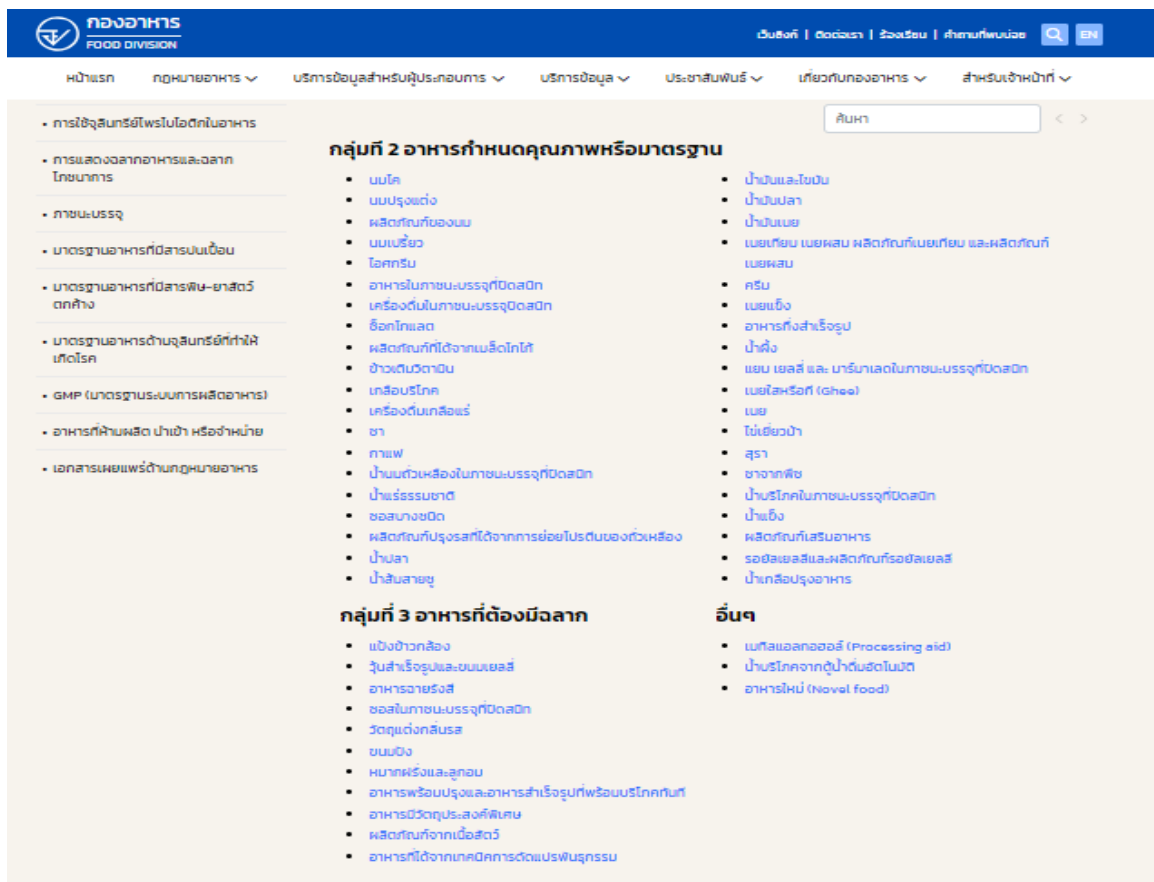 กองอาหาร
FOOD DIVISION
เว็บลิงก์ | ติดต่อเรา | ร้องเรียน | คำถามที่พบบ่อย EN
หน้าแรก กฎหมายอาหาร บริการข้อมูลสำหรับผู้ประกอบการ บริการข้อมูล ประชาสัมพันธ์ เกี่ยวกับกองอาหาร สำหรับเจ้าหน้าที่
• การใช้จุลินทรีย์โพรไบโอติกในอาหาร
• การแสดงฉลากอาหารและฉลาก
โภชนาการ
• ภาชนะบรรจุ
• มาตรฐานอาหารที่มีสารปนเปื้อน
• มาตรฐานอาหารที่มีสารพิษ-ยาสัตว์
ตกค้าง
• มาตรฐานอาหารด้านจุลินทรีย์ที่ทำให้
เกิดโรค
• GMP (มาตรฐานระบบการผลิตอาหาร)
• อาหารที่ห้ามผลิต นำเข้า หรือจำหน่าย
• เอกสารเผยแพร่ด้านกฎหมายอาหาร
ค้นหา < >
กลุ่มที่ 2 อาหารกำหนดคุณภาพหรือมาตรฐาน
• นมโค
• นมปรุงแต่ง
• ผลิตภัณฑ์ของนม
• นมเปรี้ยว
• ไอศกรีม
• อาหารในภาชนะบรรจุที่ปิดสนิท
• เครื่องดื่มในภาชนะบรรจุปิดสนิท
• ช็อกโกแลต
• ผลิตภัณฑ์ที่ได้จากเมล็ดโกโก้
• ข้าวเติมวิตามิน
• เกลือบริโภค
• เครื่องดื่มเกลือแร่
• ชา
• กาแฟ
• น้ำนมถั่วเหลืองในภาชนะบรรจุที่ปิดสนิท
• น้ำแร่ธรรมชาติ
• ซอสบางชนิด
• ผลิตภัณฑ์ปรุงรสที่ได้จากการย่อยโปรตีนของถั่วเหลือง
• น้ำปลา
• น้ำส้มสายชู
• น้ำมันและไขมัน
• น้ำมันปลา
• น้ำมันเนย
• เนยเทียม เนยผสม ผลิตภัณฑ์เนยเทียม และผลิตภัณฑ์
เนยผสม
• ครีม
• เนยแข็ง
• อาหารกึ่งสำเร็จรูป
• น้ำผึ้ง
• แยม เยลลี่ และ มาร์มาเลดในภาชนะบรรจุที่ปิดสนิท
• เนยใสหรือกี (Ghee)
• เนย
• ไข่เยี่ยวม้า
• สุรา
• ชาจากพืช
• น้ำบริโภคในภาชนะบรรจุที่ปิดสนิท
• น้ำแข็ง
• ผลิตภัณฑ์เสริมอาหาร
• รอยัลเยลลีและผลิตภัณฑ์รอยัลเยลลี
• น้ำเกลือปรุงอาหาร
กลุ่มที่ 3 อาหารที่ต้องมีฉลาก
• แป้งข้าวกล้อง
• วุ้นสำเร็จรูปและขนมเยลลี่
• อาหารฉายรังสี
• ซอสในภาชนะบรรจุที่ปิดสนิท
• วัตถุแต่งกลิ่นรส
• ขนมปัง
• หมากฝรั่งและลูกอม
• อาหารพร้อมปรุงและอาหารสำเร็จรูปที่พร้อมบริโภคทันที
• อาหารมีวัตถุประสงค์พิเศษ
• ผลิตภัณฑ์จากเนื้อสัตว์
• อาหารที่ได้จากเทคนิคการดัดแปรพันธุกรรม
อื่นๆ
• เมทิลแอลกอฮอล์ (Processing aid)
• น้ำบริโภคจากตู้น้ำดื่มอัตโนมัติ
• อาหารใหม่ (Novel food)